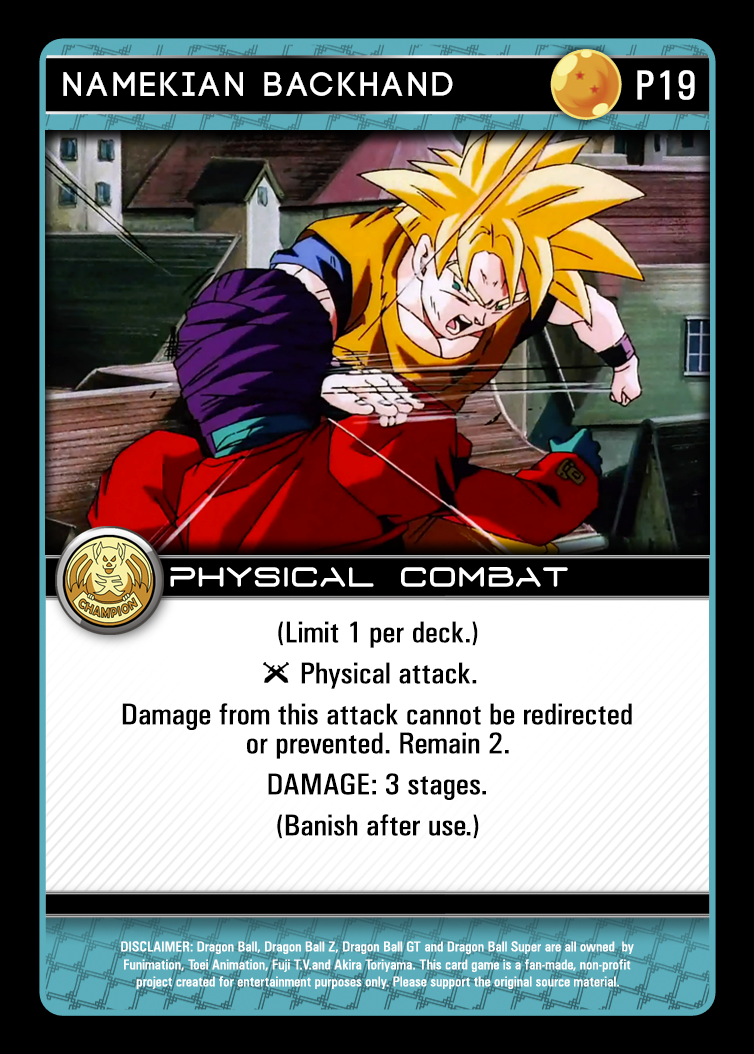 NAMEKIAN BACKHAND P19
PHYSICAL COMBAT
CHAMPION
(Limit 1 per deck.)
Physical attack.
Damage from this attack cannot be redirected
or prevented. Remain 2.
DAMAGE: 3 stages.
(Banish after use.)
DISCLAIMER: Dragon Ball, Dragon Ball Z, Dragon Ball GT and Dragon Ball Super are all owned by
Funimation, Toei Animation, Fuji T.V.and Akira Toriyama. This card game is a fan-made, non-profit
project created for entertainment purposes only. Please support the original source material.